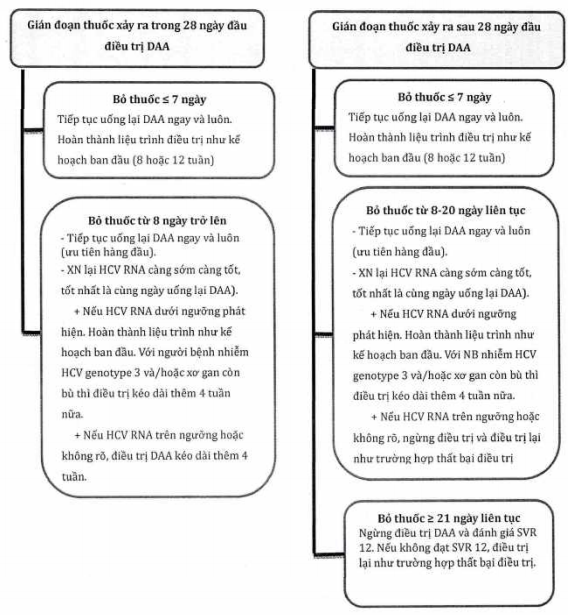 Gián đoạn thuốc xảy ra trong 28 ngày đầu
điều trị DAA
Bỏ thuốc ≤ 7 ngày
Tiếp tục uống lại DAA ngay và luôn.
Hoàn thành liệu trình điều trị như kế
hoạch ban đầu (8 hoặc 12 tuần)
Bỏ thuốc từ 8 ngày trở lên
- Tiếp tục uống lại DAA ngay và luôn
(ưu tiên hàng đầu).
- XN lại HCV RNA càng sớm càng tốt,
tốt nhất là cùng ngày uống lại DAA).
+ Nếu HCV RNA dưới ngưỡng phát
hiện. Hoàn thành liệu trình như kế
hoạch ban đầu. Với người bệnh nhiễm
HCV genotype 3 và/hoặc xơ gan còn
bù thì điều trị kéo dài thêm 4 tuần
nữa.
+ Nếu HCV RNA trên ngưỡng hoặc
không rõ, điều trị DAA kéo dài thêm 4
tuần.
Gián đoạn thuốc xảy ra sau 28 ngày đầu
điều trị DAA
Bỏ thuốc ≤ 7 ngày
Tiếp tục uống lại DAA ngay và luôn.
Hoàn thành liệu trình điều trị như kế
hoạch ban đầu (8 hoặc 12 tuần)
Bỏ thuốc từ 8-20 ngày liên tục
- Tiếp tục uống lại DAA ngay và luôn
(ưu tiên hàng đầu).
- XN lại HCV RNA càng sớm càng tốt,
tốt nhất là cùng ngày uống lại DAA).
+ Nếu HCV RNA dưới ngưỡng
phát hiện. Hoàn thành liệu trình như
kế hoạch ban đầu. Với NB nhiễm HCV
genotype 3 và/hoặc xơ gan còn bù thì
điều trị kéo dài thêm 4 tuần nữa.
+ Nếu HCV RNA trên ngưỡng hoặc
không rõ, ngừng điều trị và điều trị lại
như trường hợp thất bại điều trị
Bỏ thuốc ≥ 21 ngày liên tục
Ngừng điều trị DAA và đánh giá SVR
12. Nếu không đạt SVR 12, điều trị
lại như trường hợp thất bại điều trị.